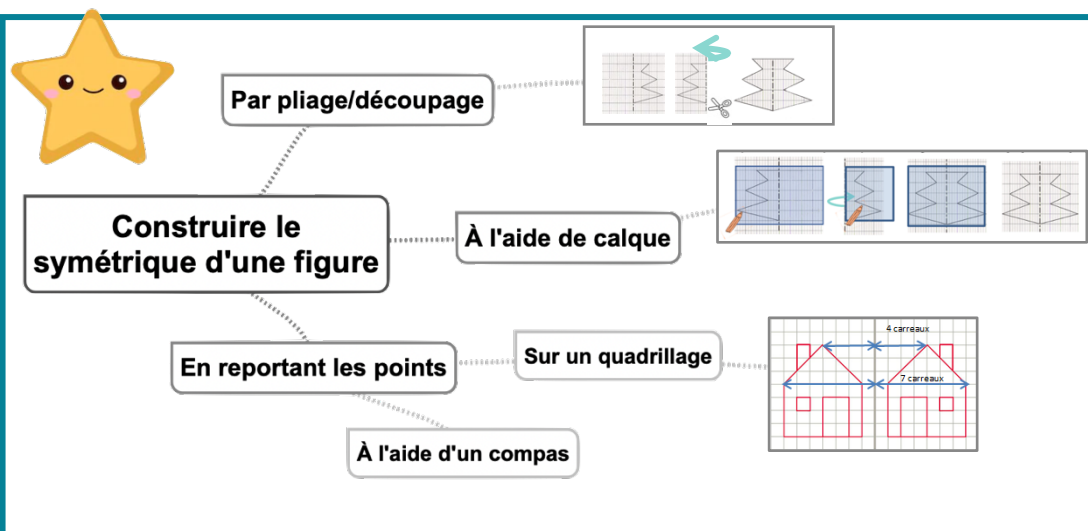 Par pliage/découpage
Construire le
symétrique d'une figure
À l'aide de calque
En reportant les points
Sur un quadrillage
4 carreaux
7 carreaux
À l'aide d'un compas